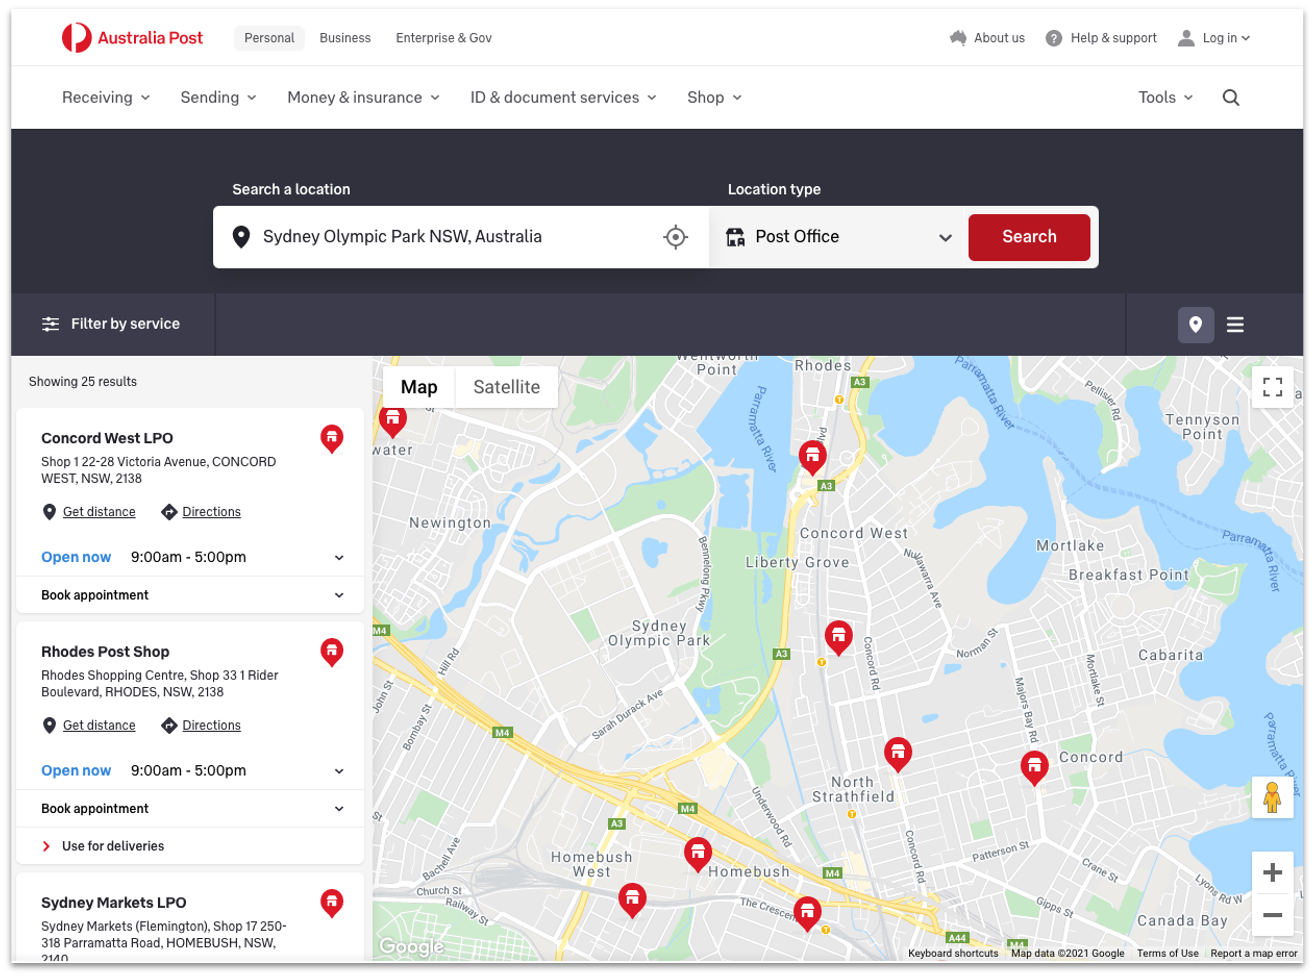 Australia Post
Personal
Business
Enterprise & Gov
About us
Help & support
Log in
Receiving
Sending
Money & insurance
ID & document services
Shop
Tools
Search a location
Location type
Sydney Olympic Park NSW, Australia
Post Office
Search
Filter by service
Showing 25 results
Concord West LPO
Shop 1 22-28 Victoria Avenue, CONCORD
WEST, NSW, 2138
Get distance
Directions
Open now 9:00am - 5:00pm
Book appointment
Rhodes Post Shop
Rhodes Shopping Centre, Shop 33 1 Rider
Boulevard, RHODES, NSW, 2138
Get distance
Directions
Open now 9:00am - 5:00pm
Book appointment
Use for deliveries
Sydney Markets LPO
Sydney Markets (Flemington), Shop 17 250-
318 Parramatta Road, HOMEBUSH, NSW,
2140
Map
Satellite
Wentworth
Point
Rhodes
A3
Parramatta River
Pellisier Rd
Tennyson
Point
water
Parramatta River
lvd
A3
Newington
Concord West
Parramatta River
Mortlake
Bennelong Pkwy
Liberty Grove
Nullawarra Ave
Breakfast Point
M4
Sydney
Olympic Park
A3
Norman St
Cabarita
Hill Rd
Concord Rd
Mortlake St
John St
Bombay St
Sarah Durack Ave
Majors Bay Rd
Parramatta River
M4
Concord
North
Strathfield
M4
A3
Underwood Rd
Concord Rd
Patterson St
Bachell Ave
Homebush
West
Homebush
M4
Church St
Railway St
The Crescent
Gipps St
Lyons Rd W
Canada Bay
A44
M4
Google
Keyboard shortcuts
Map data ©2021 Google
Terms of Use
Report a map error